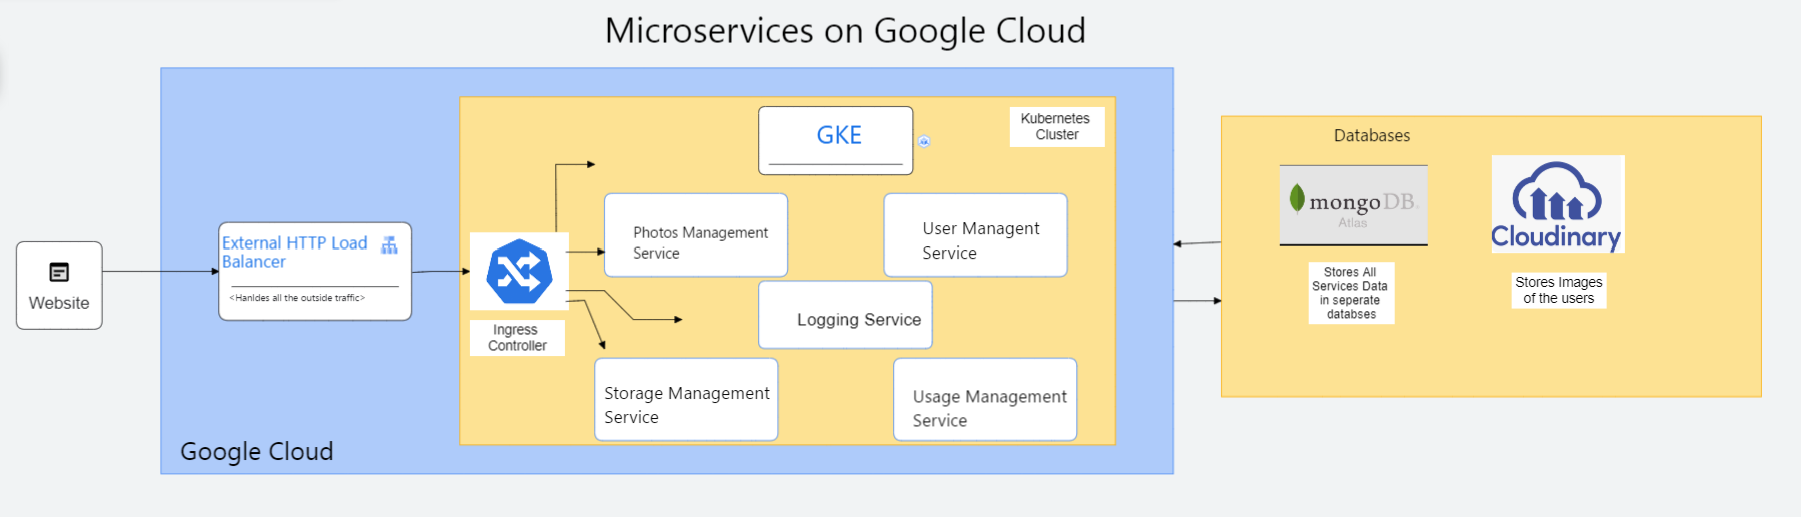 Microservices on Google Cloud
Website
External HTTP Load
Balancer
<Hanldes all the outside traffic>
Google Cloud
Ingress
Controller
GKE
Kubernetes
Cluster
Photos Management
Service
User Managent
Service
Logging Service
Storage Management
Service
Usage Management
Service
Databases
mongoDB
Atlas
Stores All
Services Data
in seperate
databses
Cloudinary
Stores Images
of the users